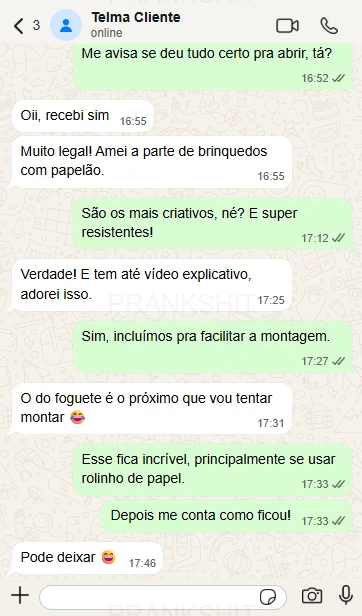 3
Telma Cliente
online
Me avisa se deu tudo certo pra abrir, tá?
16:52
Oii, recebi sim
16:55
Muito legal! Amei a parte de brinquedos
com papelão.
16:55
São os mais criativos, né? E super
resistentes!
17:12
Verdade! E tem até vídeo explicativo,
adorei isso.
17:25
PRANKSHIT
Sim, incluímos pra facilitar a montagem.
17:27
O do foguete é o próximo que vou tentar
montar 😂
17:31
Esse fica incrível, principalmente se usar
rolinho de papel.
17:33
Depois me conta como ficou!
17:33
Pode deixar 😄
17:46
PRANKSHIT